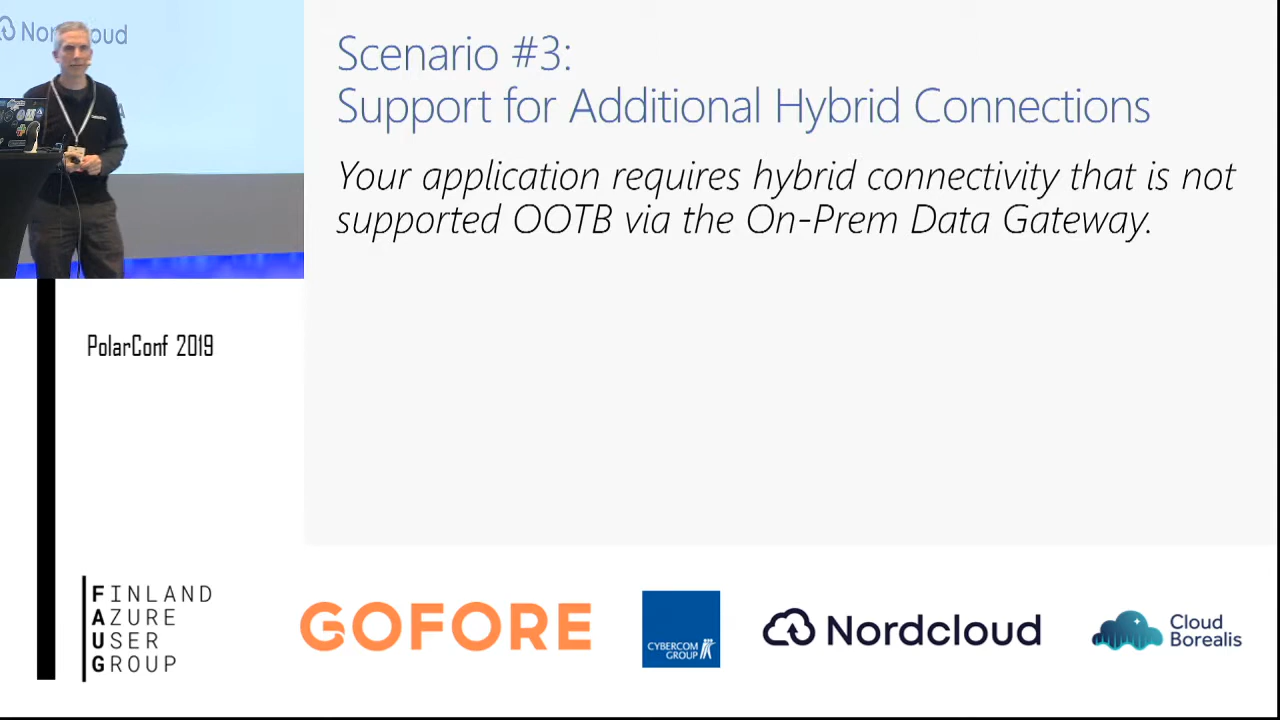 Nordcloud
Scenario #3:
Support for Additional Hybrid Connections
Your application requires hybrid connectivity that is not
supported OOTB via the On-Prem Data Gateway.
PolarConf 2019
FINLAND
AZURE
USER
GROUP
GOFORE
CYBERCOM
GROUP
Nordcloud
Cloud
Borealis